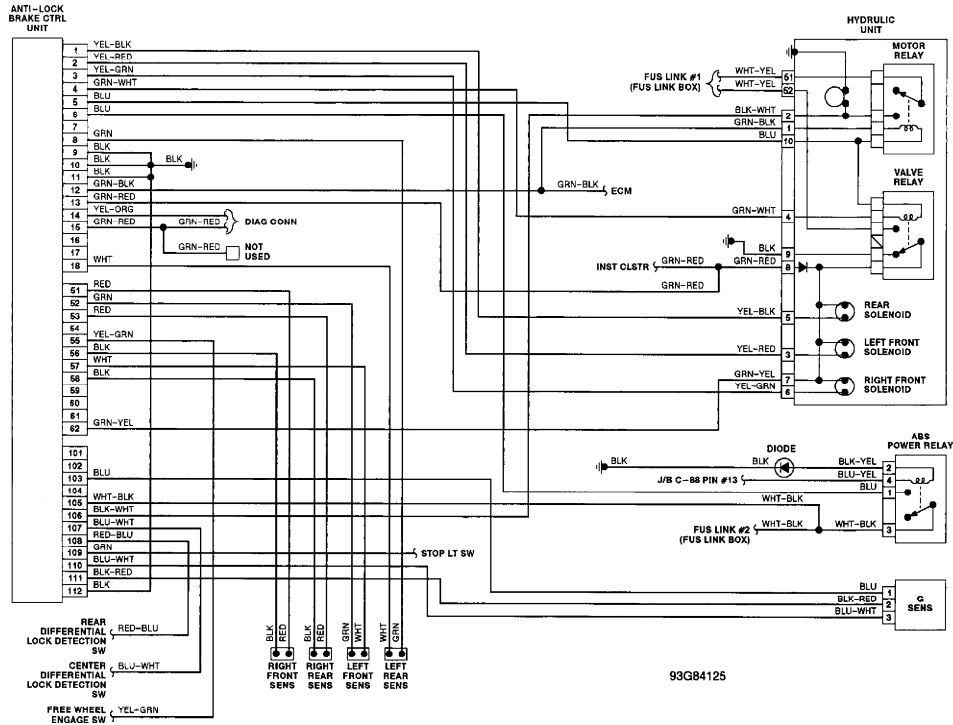 ANTI-LOCK
BRAKE CTRL
UNIT
1 YEL-BLK
2 YEL-RED
3 YEL-GRN
4 GRN-WHT
5 BLU
6 BLU
7
8 GRN
9 BLK
10 BLK BLK
11 BLK
12 GRN-BLK
13 GRN-RED
14 YEL-ORG
15 GRN-RED GRN-RED DIAG CONN
16
17 GRN-RED NOT
USED
18 WHT
51 RED
52 GRN
53 RED
54
55 YEL-GRN
56 BLK
57 WHT
58 BLK
59
60
61
62 GRN-YEL
101
102
103 BLU
104
105 WHT-BLK
106 BLK-WHT
107 BLU-WHT
108 RED-BLU
109 GRN STOP LT SW
110 BLU-WHT
111 BLK-RED
112 BLK
REAR
DIFFERENTIAL
LOCK DETECTION
SW
RED-BLU
CENTER
DIFFERENTIAL
LOCK DETECTION
SW
BLU-WHT
FREE WHEEL
ENGAGE SW
YEL-GRN
BLK RED BLK RED GRN WHT WHT GRN
RIGHT
FRONT
SENS
RIGHT
REAR
SENS
LEFT
FRONT
SENS
LEFT
REAR
SENS
HYDRULIC
UNIT
MOTOR
RELAY
FUS LINK #1
(FUS LINK BOX)
WHT-YEL 51
WHT-YEL 52
BLK-WHT 2
GRN-BLK 1
BLU 10
GRN-BLK ECM
VALVE
RELAY
GRN-WHT 4
BLK 9
INST CLSTR GRN-RED GRN-RED 8
GRN-RED
YEL-BLK 5
REAR
SOLENOID
YEL-RED 3
LEFT FRONT
SOLENOID
GRN-YEL 7
YEL-GRN 6
RIGHT FRONT
SOLENOID
ABS
POWER RELAY
DIODE
BLK BLK BLK-YEL 2
J/B C-88 PIN #13 BLU-YEL 4
BLU 1
WHT-BLK
FUS LINK #2
(FUS LINK BOX)
WHT-BLK WHT-BLK 3
BLU 1
BLK-RED 2
BLU-WHT 3
G
SENS
93G84125